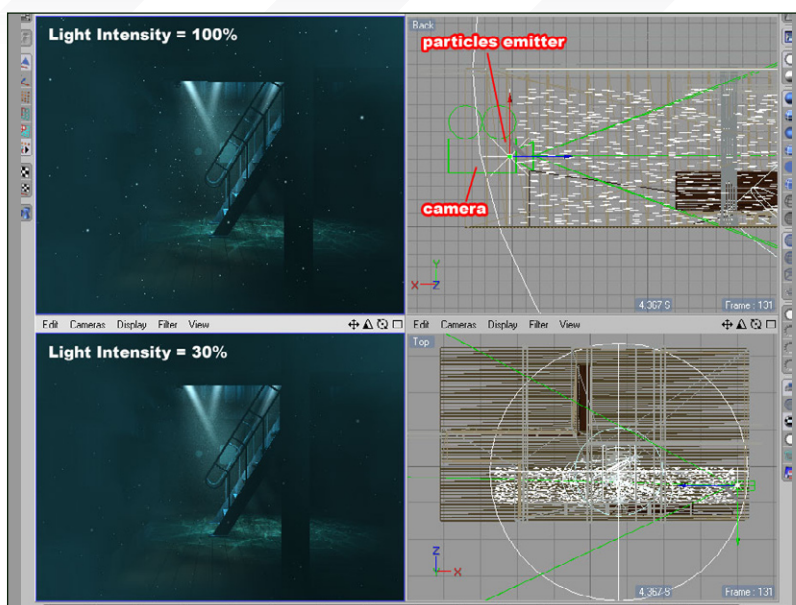 Light Intensity = 100%
Back
particles emitter
camera
Y
X Z
4.367 S
Frame : 131
Edit Cameras Display Filter View
Edit Cameras Display Filter View
Light Intensity = 30%
Top
Z
Y X
4.367 S
Frame : 131